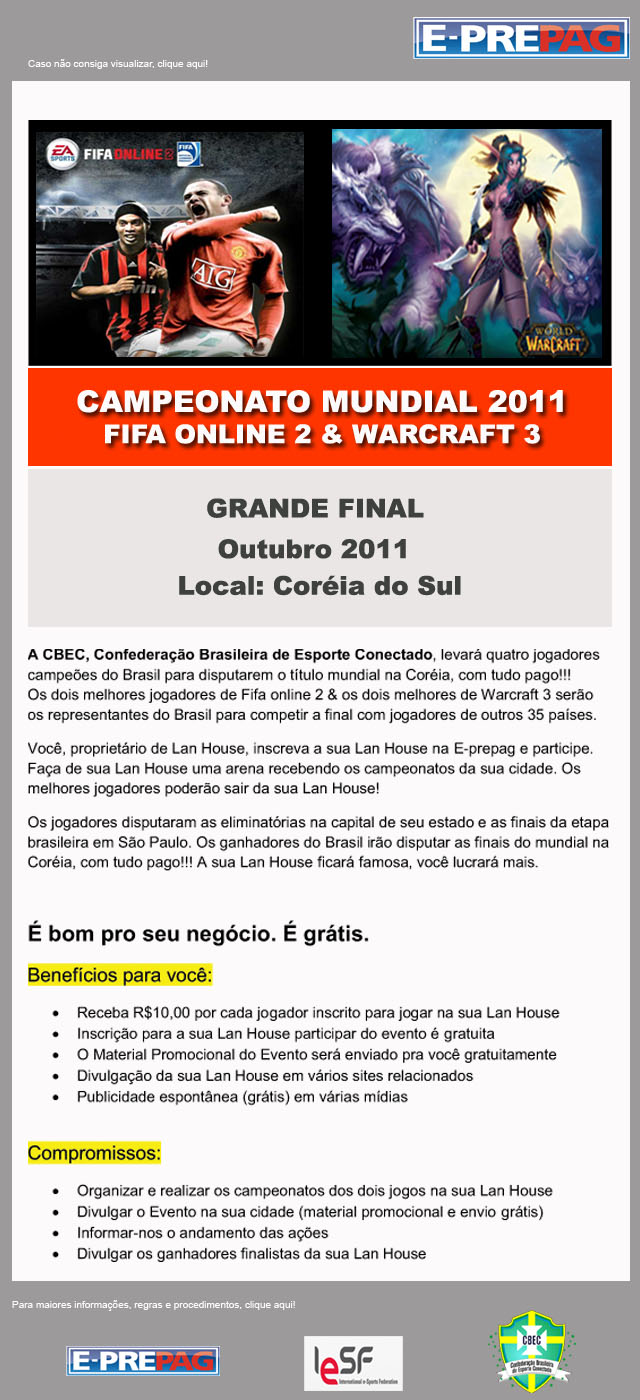 E-PREPAG
Caso não consiga visualizar, clique aqui!
EA SPORTS FIFA ONLINE 2 FIFA
AIG
WORLD OF WARCRAFT
CAMPEONATO MUNDIAL 2011
FIFA ONLINE 2 & WARCRAFT 3
GRANDE FINAL
Outubro 2011
Local: Coréia do Sul
A CBEC, Confederação Brasileira de Esporte Conectado, levará quatro jogadores
campeões do Brasil para disputarem o título mundial na Coréia, com tudo pago!!!
Os dois melhores jogadores de Fifa online 2 & os dois melhores de Warcraft 3 serão
os representantes do Brasil para competir a final com jogadores de outros 35 países.
Você, proprietário de Lan House, inscreva a sua Lan House na E-prepag e participe.
Faça de sua Lan House uma arena recebendo os campeonatos da sua cidade. Os
melhores jogadores poderão sair da sua Lan House!
Os jogadores disputaram as eliminatórias na capital de seu estado e as finais da etapa
brasileira em São Paulo. Os ganhadores do Brasil irão disputar as finais do mundial na
Coréia, com tudo pago!!! A sua Lan House ficará famosa, você lucrará mais.
É bom pro seu negócio. É grátis.
Benefícios para você:
• Receba R$10,00 por cada jogador inscrito para jogar na sua Lan House
• Inscrição para a sua Lan House participar do evento é gratuita
• O Material Promocional do Evento será enviado pra você gratuitamente
• Divulgação da sua Lan House em vários sites relacionados
• Publicidade espontânea (grátis) em várias mídias
Compromissos:
• Organizar e realizar os campeonatos dos dois jogos na sua Lan House
• Divulgar o Evento na sua cidade (material promocional e envio grátis)
• Informar-nos o andamento das ações
• Divulgar os ganhadores finalistas da sua Lan House
Para maiores informações, regras e procedimentos, clique aqui!
E-PREPAG
IeSF
International e-Sports Federation
CBEC
Confederação Brasileira
de Esporte Conectado